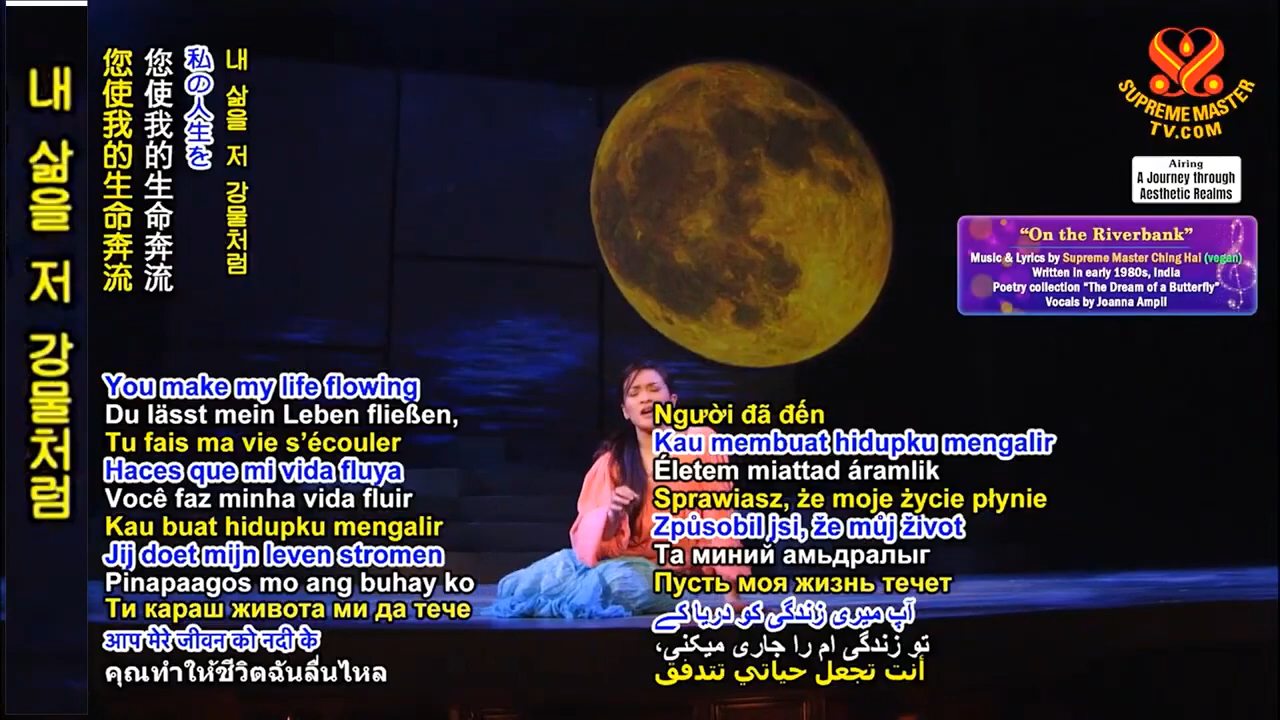 내 삶을 저 강물처럼
您使我的生命奔流
您使我的生命奔流
私の人生を
내 삶을 저 강물처럼
SUPREME MASTER
TV.COM
Airing
A Journey through
Aesthetic Realms
“On the Riverbank”
Music & Lyrics by Supreme Master Ching Hai (vegan)
Written in early 1980s, India
Poetry collection “The Dream of a Butterfly”
Vocals by Joanna Ampil
You make my life flowing
Du lässt mein Leben fließen,
Tu fais ma vie s’écouler
Haces que mi vida fluya
Você faz minha vida fluir
Kau buat hidupku mengalir
Jij doet mijn leven stromen
Pinapaagos mo ang buhay ko
Ти караш живота ми да тече
आप मेरे जीवन को नदी के
คุณทำให้ชีวิตฉันลื่นไหล
Người đã đến
Kau membuat hidupku mengalir
Életem miattad áramlik
Sprawiasz, że moje życie płynie
Způsobil jsi, že můj život
Та миний амьдралыг
Пусть моя жизнь течет
آپ میری زندگی کو دریا کے
تو زندگی ام را جاری میکنی،
أنت تجعل حياتي تتدفق